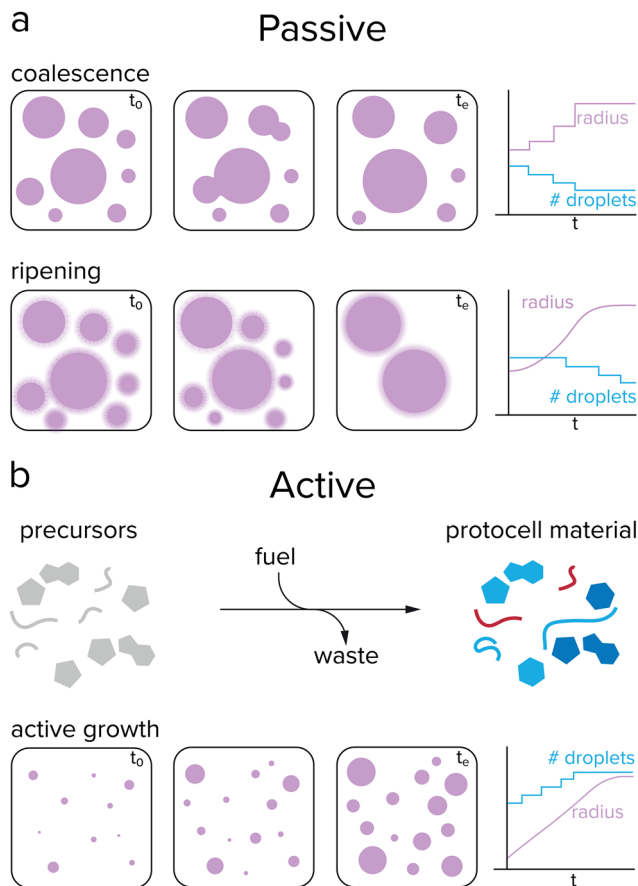 a
Passive
coalescence
t0
te
radius
# droplets
t
ripening
t0
te
radius
# droplets
t
b
Active
precursors
protocell material
fuel
waste
active growth
t0
te
# droplets
radius
t